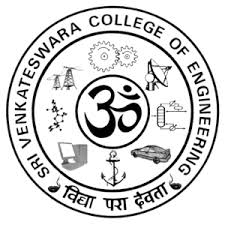 SRI VENKATESWARA COLLEGE OF ENGINEERING
ॐ
विद्या परा देवता